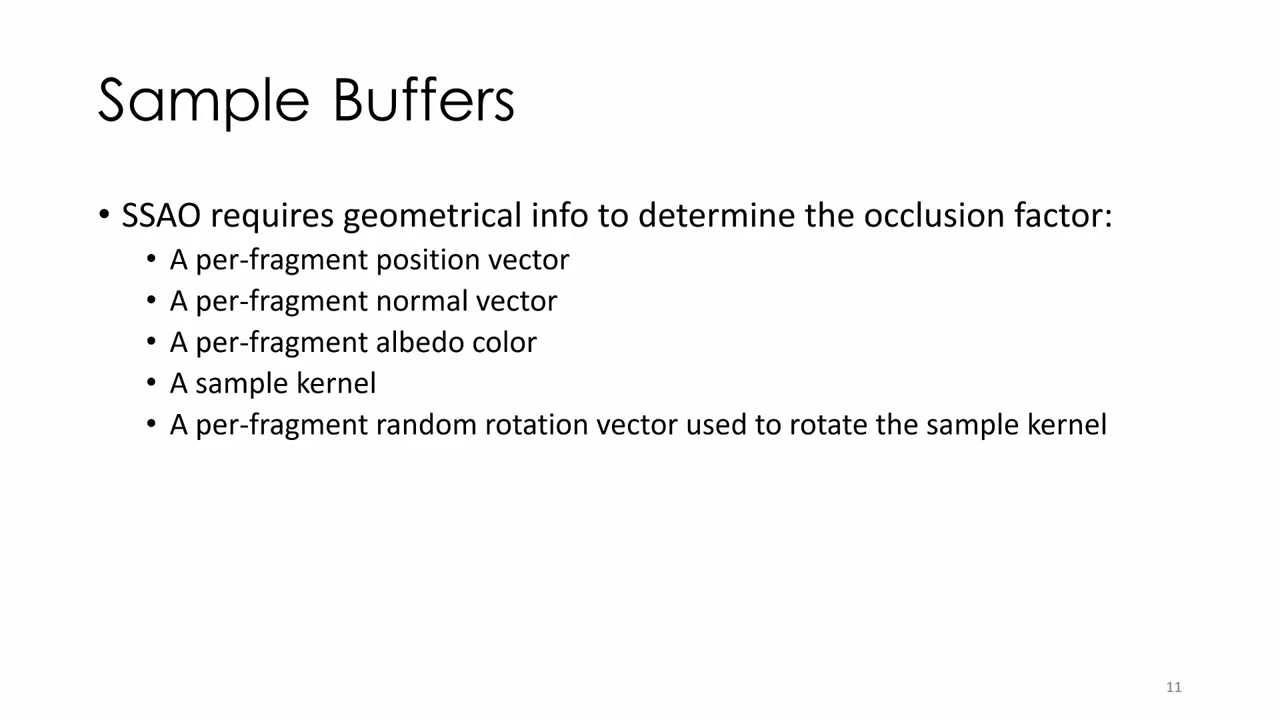 Sample Buffers
• SSAO requires geometrical info to determine the occlusion factor:
• A per-fragment position vector
• A per-fragment normal vector
• A per-fragment albedo color
• A sample kernel
• A per-fragment random rotation vector used to rotate the sample kernel
11